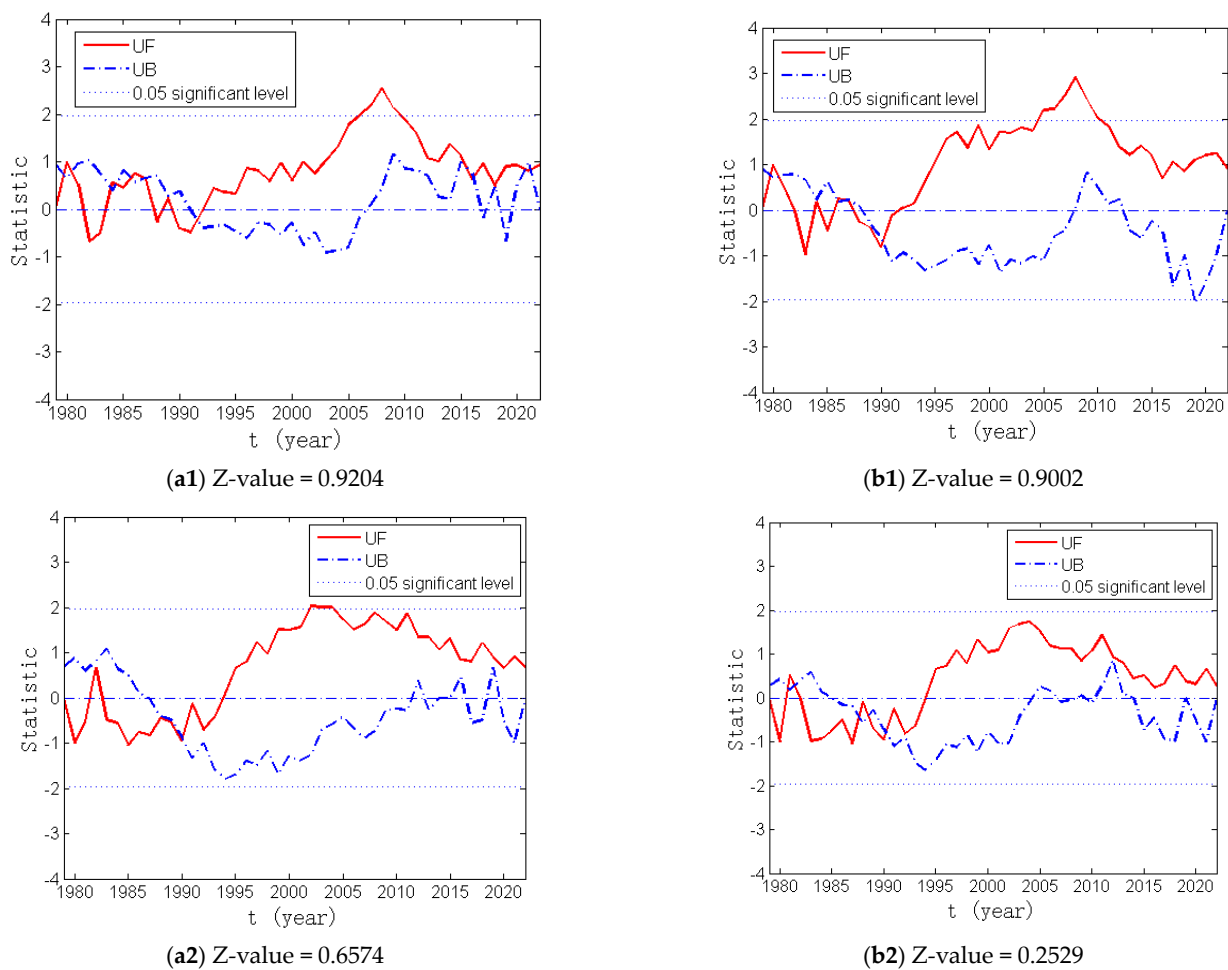 4
3
2
1
0
-1
-2
-3
-4
Statistic
UF
UB
0.05 significant level
1980 1985 1990 1995 2000 2005 2010 2015 2020
t (year)
(a1) Z-value = 0.9204
4
3
2
1
0
-1
-2
-3
-4
Statistic
UF
UB
0.05 significant level
1980 1985 1990 1995 2000 2005 2010 2015 2020
t (year)
(b1) Z-value = 0.9002
4
3
2
1
0
-1
-2
-3
-4
Statistic
UF
UB
0.05 significant level
1980 1985 1990 1995 2000 2005 2010 2015 2020
t (year)
(a2) Z-value = 0.6574
4
3
2
1
0
-1
-2
-3
-4
Statistic
UF
UB
0.05 significant level
1980 1985 1990 1995 2000 2005 2010 2015 2020
t (year)
(b2) Z-value = 0.2529